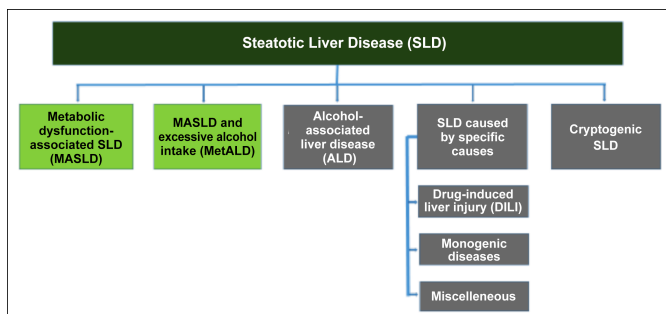 Steatotic Liver Disease (SLD)
Metabolic
dysfunction-
associated SLD
(MASLD)
MASLD and
excessive alcohol
intake (MetALD)
Alcohol-
associated
liver disease
(ALD)
SLD caused
by specific
causes
Cryptogenic
SLD
Drug-induced
liver injury (DILI)
Monogenic
diseases
Miscelleneous